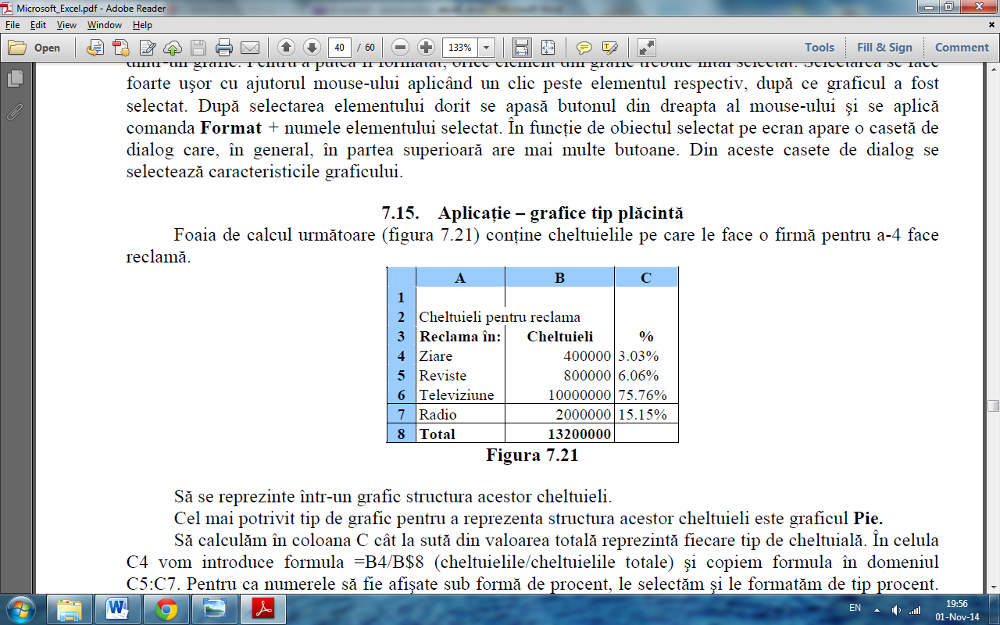 Microsoft_Excel.pdf - Adobe Reader
File Edit View Window Help
Open 40 / 60 133% Tools Fill & Sign Comment
dintr-un grafic. Pentru a putea fi formatat, orice element din grafic trebuie întâi selectat. Selectarea se face
foarte uşor cu ajutorul mouse-ului aplicând un clic peste elementul respectiv, după ce graficul a fost
selectat. După selectarea elementului dorit se apasă butonul din dreapta al mouse-ului şi se aplică
comanda Format + numele elementului selectat. În funcție de obiectul selectat pe ecran apare o casetă de
dialog care, în general, în partea superioară are mai multe butoane. Din aceste casete de dialog se
selectează caracteristicile graficului.
7.15. Aplicație – grafice tip plăcintă
Foaia de calcul următoare (figura 7.21) conține cheltuielile pe care le face o firmă pentru a-4 face
reclamă.
A B C
1
2 Cheltuieli pentru reclama
3 Reclama în: Cheltuieli %
4 Ziare 400000 3.03%
5 Reviste 800000 6.06%
6 Televiziune 10000000 75.76%
7 Radio 2000000 15.15%
8 Total 13200000
Figura 7.21
Să se reprezinte într-un grafic structura acestor cheltuieli.
Cel mai potrivit tip de grafic pentru a reprezenta structura acestor cheltuieli este graficul Pie.
Să calculăm în coloana C cât la sută din valoarea totală reprezintă fiecare tip de cheltuială. În celula
C4 vom introduce formula =B4/B$8 (cheltuielile/cheltuielile totale) şi copiem formula în domeniul
C5:C7. Pentru ca numerele să fie afişate sub formă de procent, le selectăm şi le formatăm de tip procent.
EN 19:56
01-Nov-14